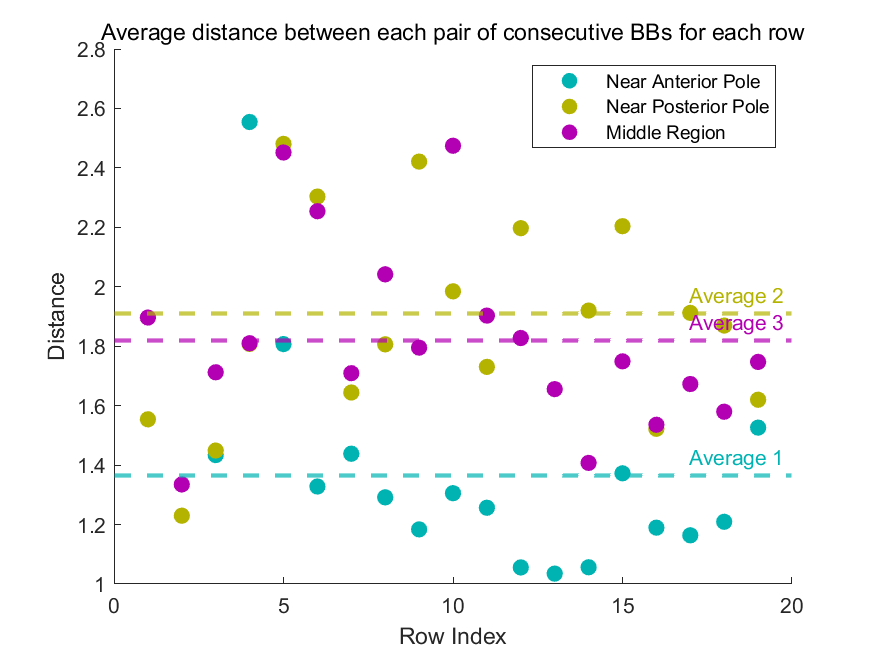 Average distance between each pair of consecutive BBs for each row
2.8
2.6
2.4
2.2
2
1.8
1.6
1.4
1.2
1
Distance
Near Anterior Pole
Near Posterior Pole
Middle Region
Average 2
Average 3
Average 1
0 5 10 15 20
Row Index